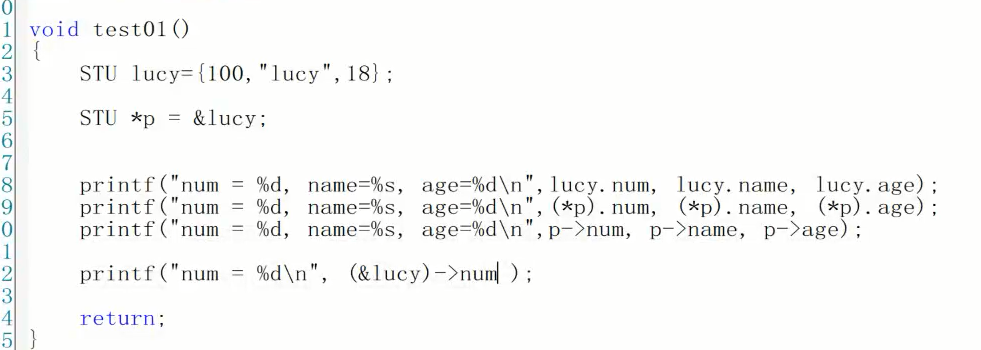 0
1 void test01()
2 {
3 STU lucy={100,"lucy",18};
4
5 STU *p = &lucy;
6
7
8 printf("num = %d, name=%s, age=%d\n",lucy.num, lucy.name, lucy.age);
9 printf("num = %d, name=%s, age=%d\n",(*p).num, (*p).name, (*p).age);
0 printf("num = %d, name=%s, age=%d\n",p->num, p->name, p->age);
1
2 printf("num = %d\n", (&lucy)->num );
3
4 return;
5 }